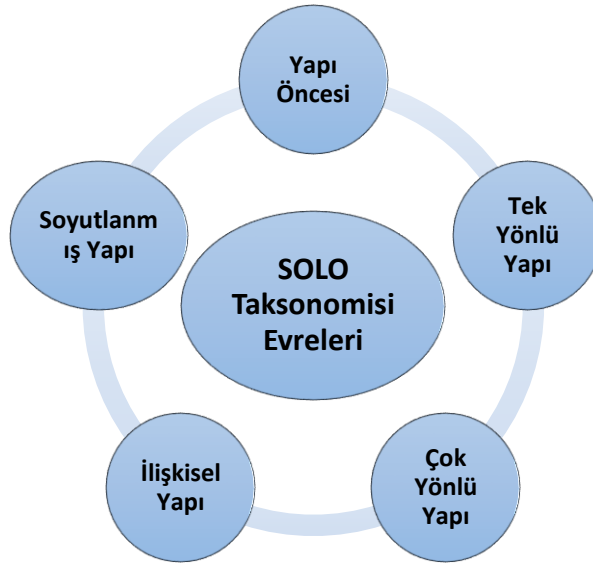 Yapı
Öncesi
Tek
Yönlü
Yapı
Çok
Yönlü
Yapı
İlişkisel
Yapı
Soyutlanm
ış Yapı
SOLO
Taksonomisi
Evreleri